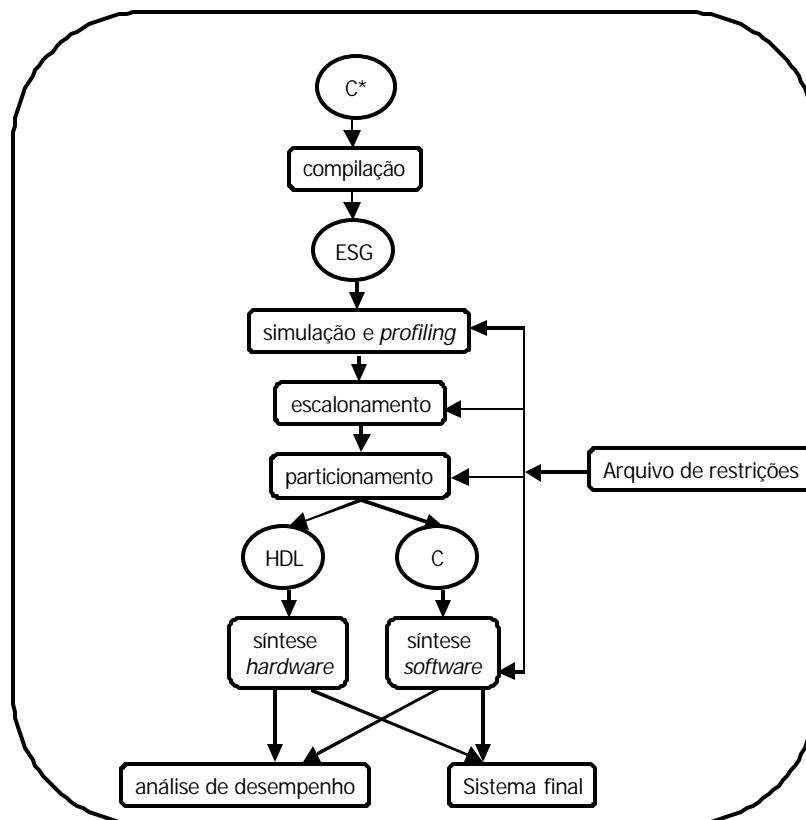 C*
compilação
ESG
simulação e profiling
escalonamento
particionamento
Arquivo de restrições
HDL
C
síntese
hardware
síntese
software
análise de desempenho
Sistema final